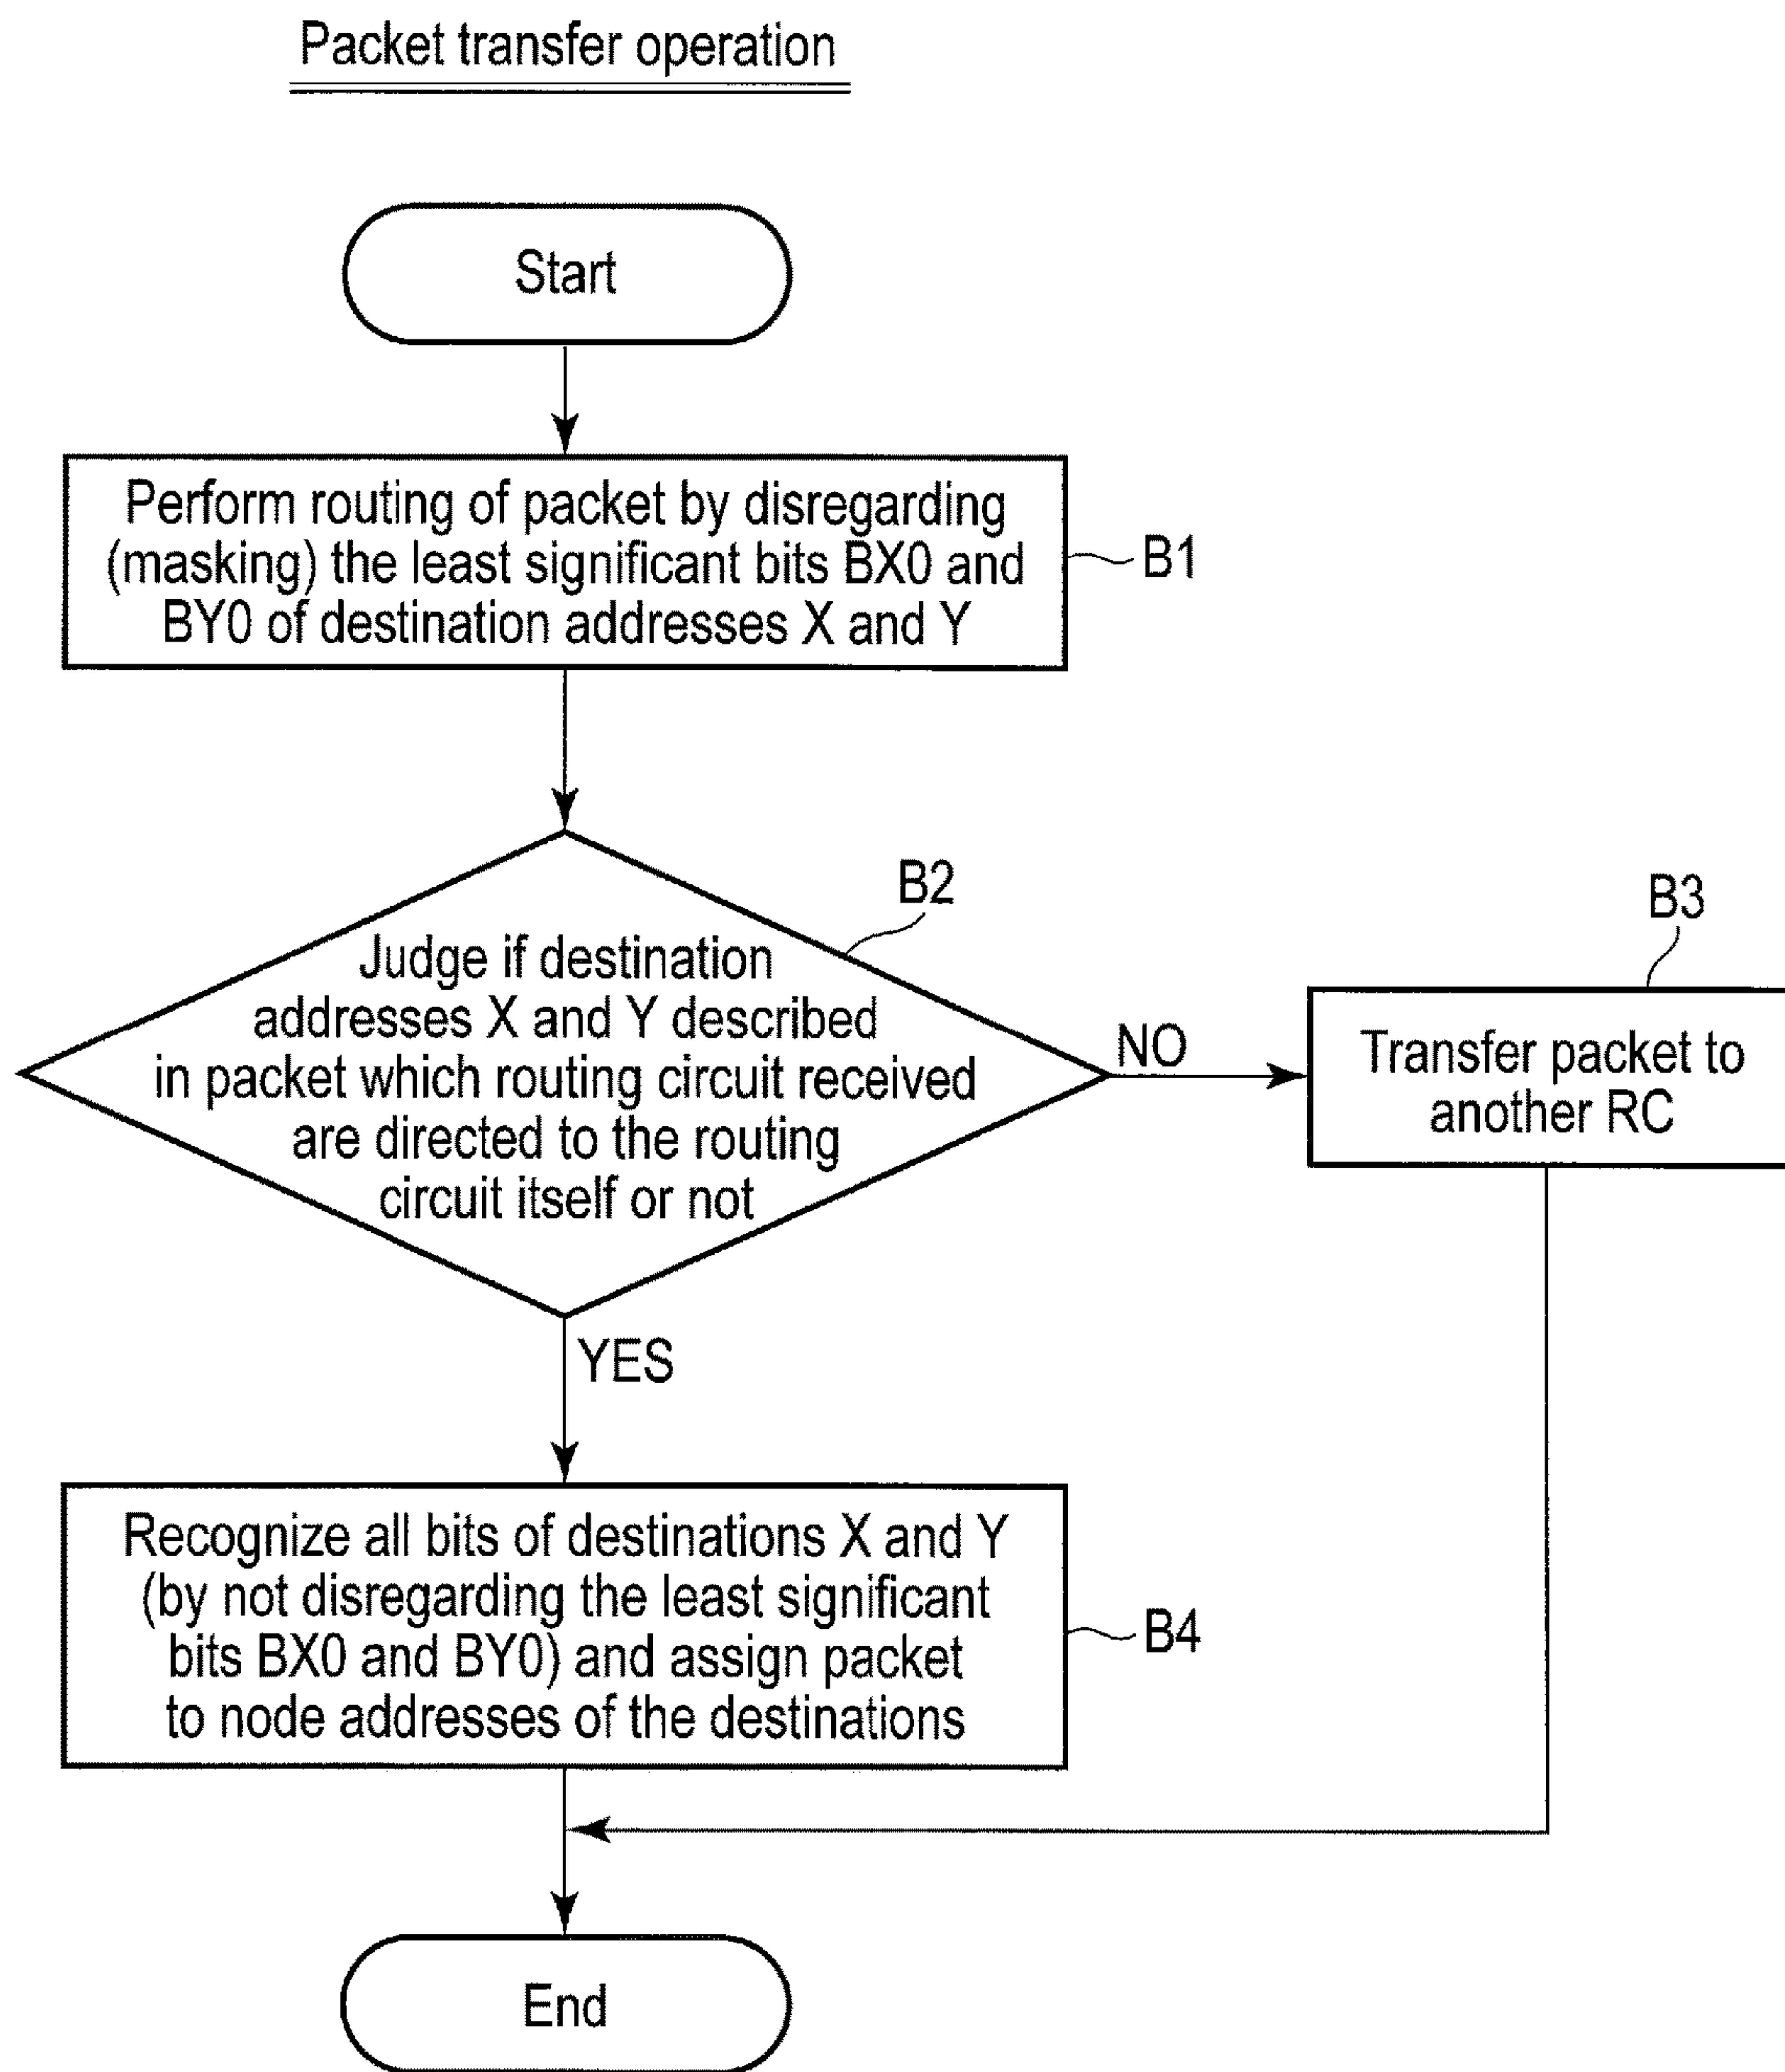 Packet transfer operation
Start
Perform routing of packet by disregarding
(masking) the least significant bits BX0 and
BY0 of destination addresses X and Y
B1
B2
Judge if destination
addresses X and Y described
in packet which routing circuit received
are directed to the routing
circuit itself or not
NO
B3
Transfer packet to
another RC
YES
Recognize all bits of destinations X and Y
(by not disregarding the least significant
bits BX0 and BY0) and assign packet
to node addresses of the destinations
B4
End